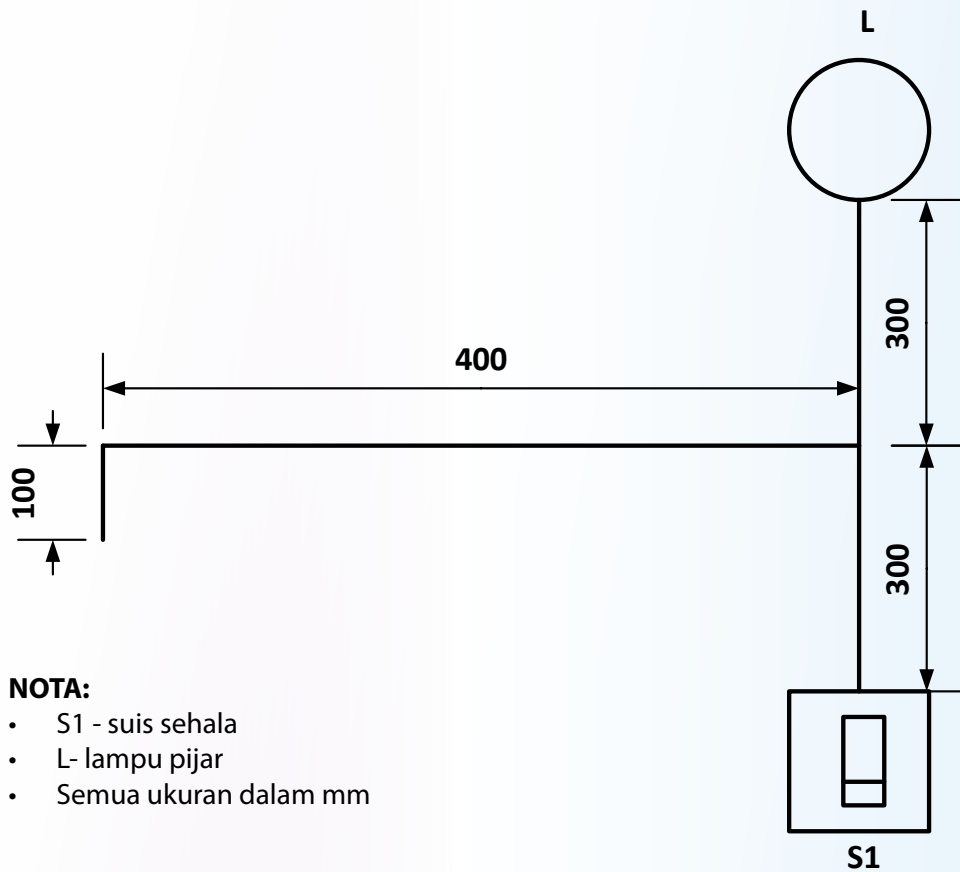 L
300
400
100
300
NOTA:
• S1 - suis sehala
• L- lampu pijar
• Semua ukuran dalam mm
S1